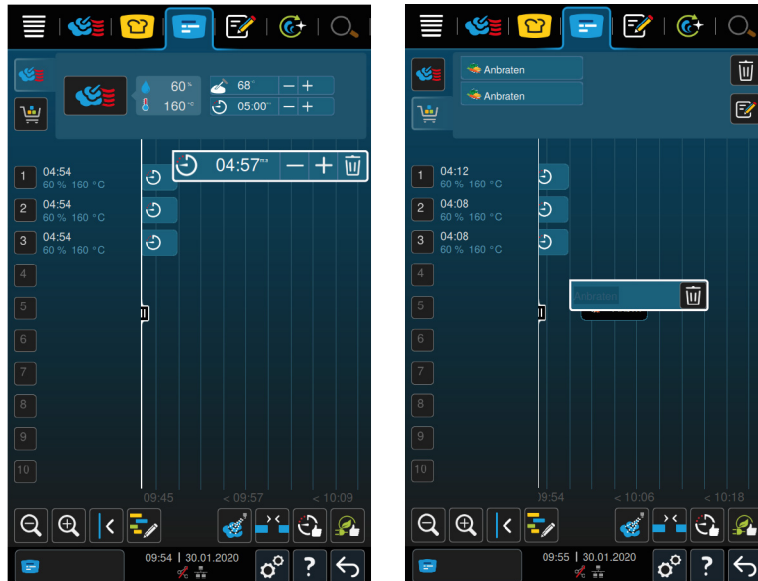 60 %
68 °
160 °C
05:00 m:s
04:57 m:s
1
04:54
60 % 160 °C
2
04:54
60 % 160 °C
3
04:54
60 % 160 °C
4
5
6
7
8
9
10
09:45 < 09:57 < 10:09
09:54 | 30.01.2020
?
Anbraten
Anbraten
1
04:12
60 % 160 °C
2
04:08
60 % 160 °C
3
04:08
60 % 160 °C
4
Anbraten
5
6
7
8
9
10
09:54 < 10:06 < 10:18
09:55 | 30.01.2020
?